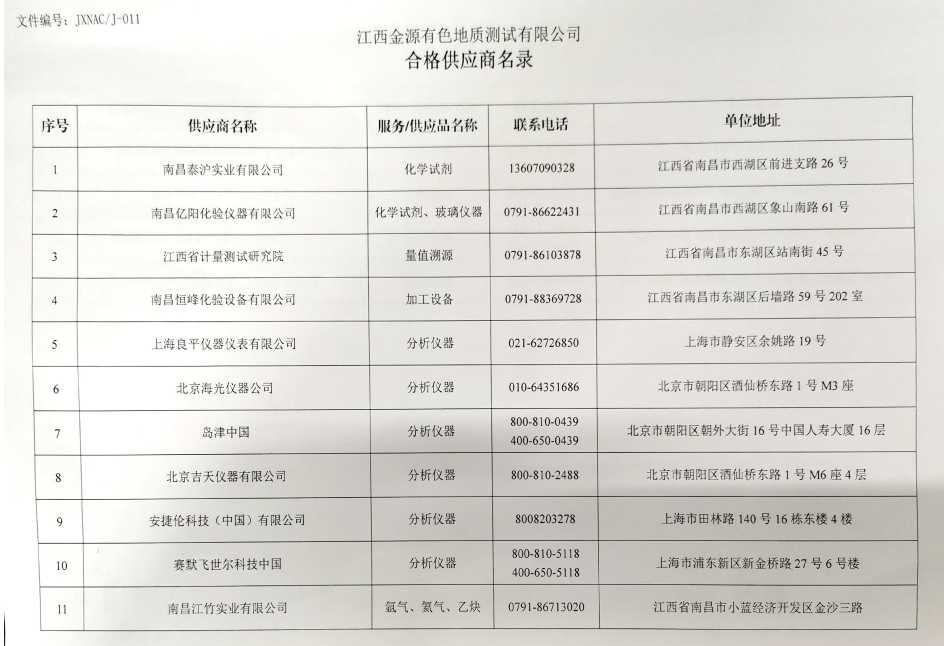 文件编号：JXNAC/J-011
江西金源有色地质测试有限公司
合格供应商名录
序号 供应商名称 服务/供应品名称 联系电话 单位地址
1 南昌泰沪实业有限公司 化学试剂 13607090328 江西省南昌市西湖区前进支路 26 号
2 南昌亿阳化验仪器有限公司 化学试剂、玻璃仪器 0791-86622431 江西省南昌市西湖区象山南路 61 号
3 江西省计量测试研究院 量值溯源 0791-86103878 江西省南昌市东湖区站南街 45 号
4 南昌恒峰化验设备有限公司 加工设备 0791-88369728 江西省南昌市东湖区后墙路 59 号 202 室
5 上海良平仪器仪表有限公司 分析仪器 021-62726850 上海市静安区余姚路 19 号
6 北京海光仪器公司 分析仪器 010-64351686 北京市朝阳区酒仙桥东路 1 号 M3 座
7 岛津中国 分析仪器 800-810-0439 北京市朝阳区朝外大街 16 号中国人寿大厦 16 层
400-650-0439
8 北京吉天仪器有限公司 分析仪器 800-810-2488 北京市朝阳区酒仙桥东路 1 号 M6 座 4 层
9 安捷伦科技（中国）有限公司 分析仪器 8008203278 上海市田林路 140 号 16 栋东楼 4 楼
10 赛默飞世尔科技中国 分析仪器 800-810-5118 上海市浦东新区新金桥路 27 号 6 号楼
400-650-5118
11 南昌江竹实业有限公司 氩气、氦气、乙炔 0791-86713020 江西省南昌市小蓝经济开发区金沙三路